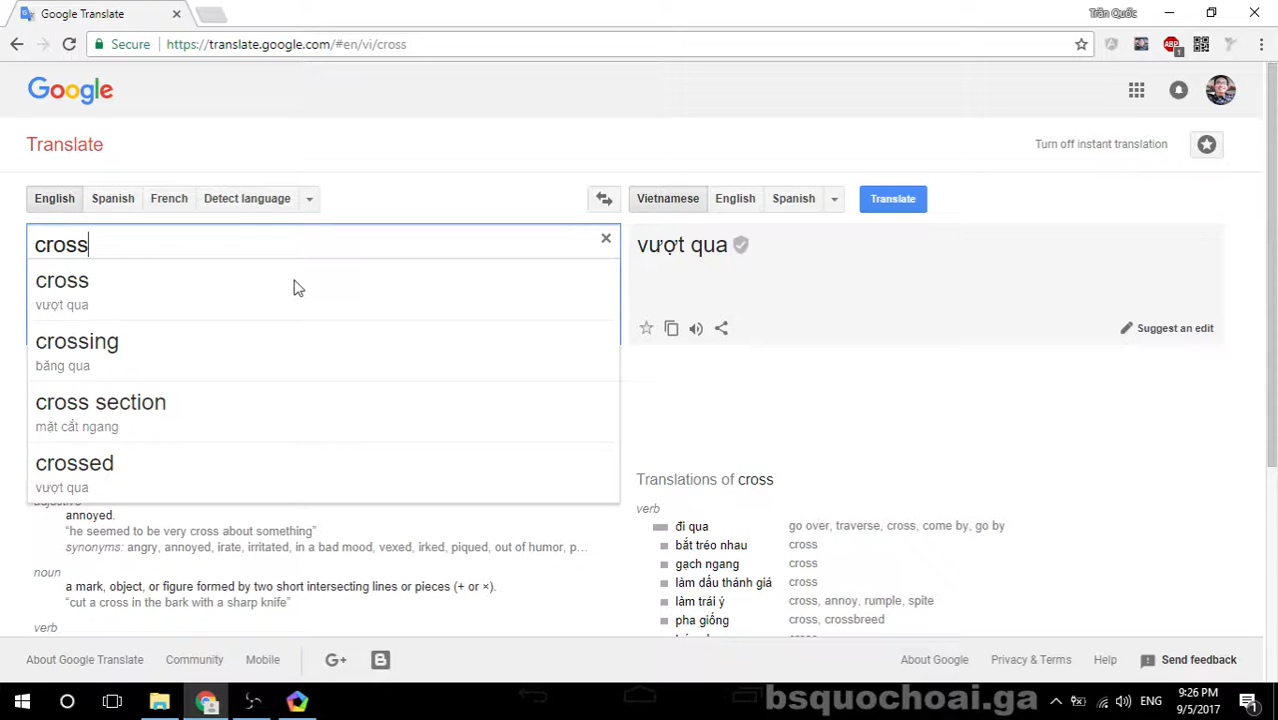 Google Translate
Trần Quốc
Secure https://translate.google.com/#en/vi/cross
ABP
1
Google
Translate
Turn off instant translation
English Spanish French Detect language
Vietnamese English Spanish Translate
cross
vượt qua
cross
vượt qua
crossing
băng qua
cross section
mặt cắt ngang
crossed
vượt qua
Suggest an edit
annoyed.
“he seemed to be very cross about something”
synonyms: angry, annoyed, irate, irritated, in a bad mood, vexed, irked, piqued, out of humor, p…
noun
a mark, object, or figure formed by two short intersecting lines or pieces (+ or ×).
“cut a cross in the bark with a sharp knife”
verb
Translations of cross
verb
đi qua go over, traverse, cross, come by, go by
bắt tréo nhau cross
gạch ngang cross
làm dấu thánh giá cross
làm trái ý cross, annoy, rumple, spite
pha giống cross, crossbreed
About Google Translate Community Mobile G+ B
About Google Privacy & Terms Help Send feedback
bsquochoai.ga
ENG
9:26 PM
9/5/2017
1